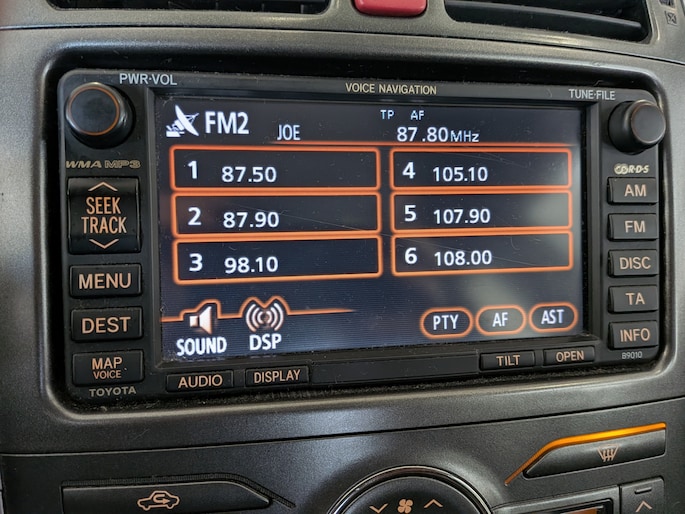 PWR·VOL
VOICE NAVIGATION
TUNE·FILE
TP AF
FM2 JOE 87.80MHz
WMA MP3
R·D·S
1 87.50
4 105.10
AM
SEEK
TRACK
2 87.90
5 107.90
FM
3 98.10
6 108.00
DISC
MENU
TA
DEST
SOUND
DSP
PTY
AF
AST
INFO
MAP
VOICE
TILT
OPEN
B9010
TOYOTA
AUDIO
DISPLAY